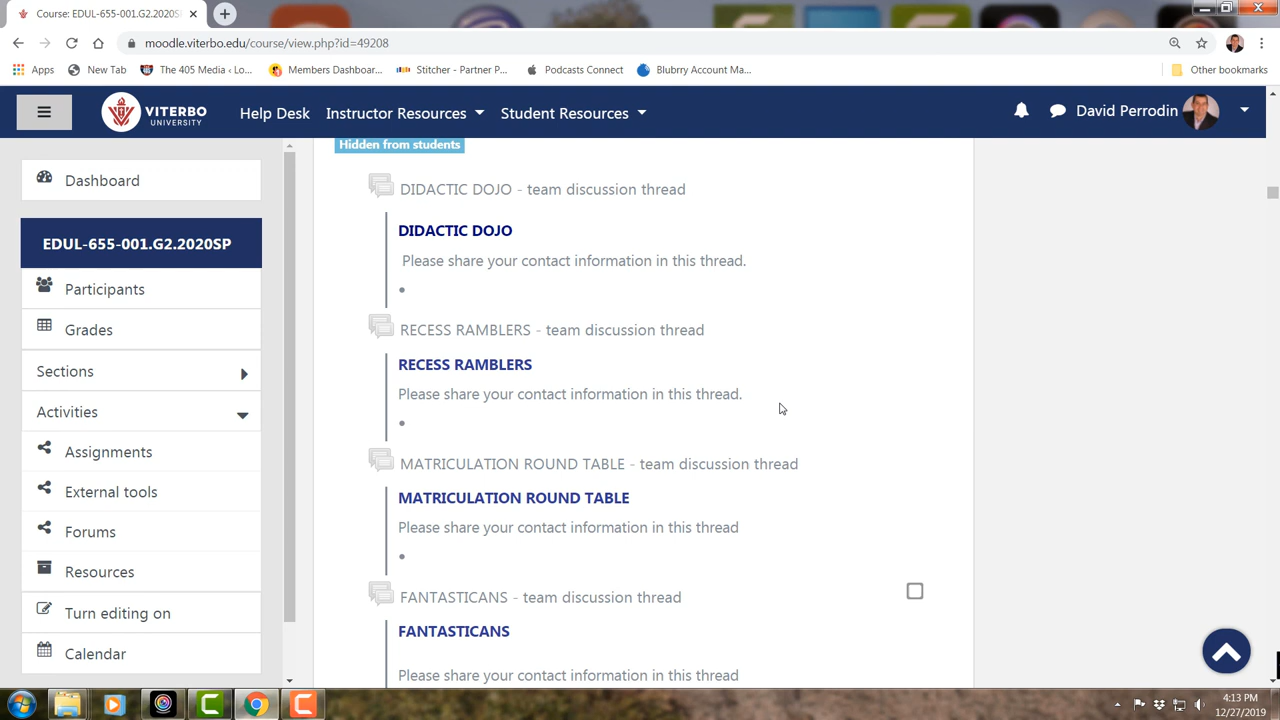 Course: EDUL-655-001.G2.2020S
moodle.viterbo.edu/course/view.php?id=49208
Apps
New Tab
The 405 Media ‹ Lo...
Members Dashboar...
Stitcher - Partner P...
Podcasts Connect
Blubrry Account Ma...
Other bookmarks
VITERBO
UNIVERSITY
Help Desk
Instructor Resources
Student Resources
David Perrodin
Hidden from students
Dashboard
EDUL-655-001.G2.2020SP
Participants
Grades
Sections
Activities
Assignments
External tools
Forums
Resources
Turn editing on
Calendar
DIDACTIC DOJO - team discussion thread
DIDACTIC DOJO
Please share your contact information in this thread.
RECESS RAMBLERS - team discussion thread
RECESS RAMBLERS
Please share your contact information in this thread.
MATRICULATION ROUND TABLE - team discussion thread
MATRICULATION ROUND TABLE
Please share your contact information in this thread
FANTASTICANS - team discussion thread
FANTASTICANS
Please share your contact information in this thread
4:13 PM
12/27/2019